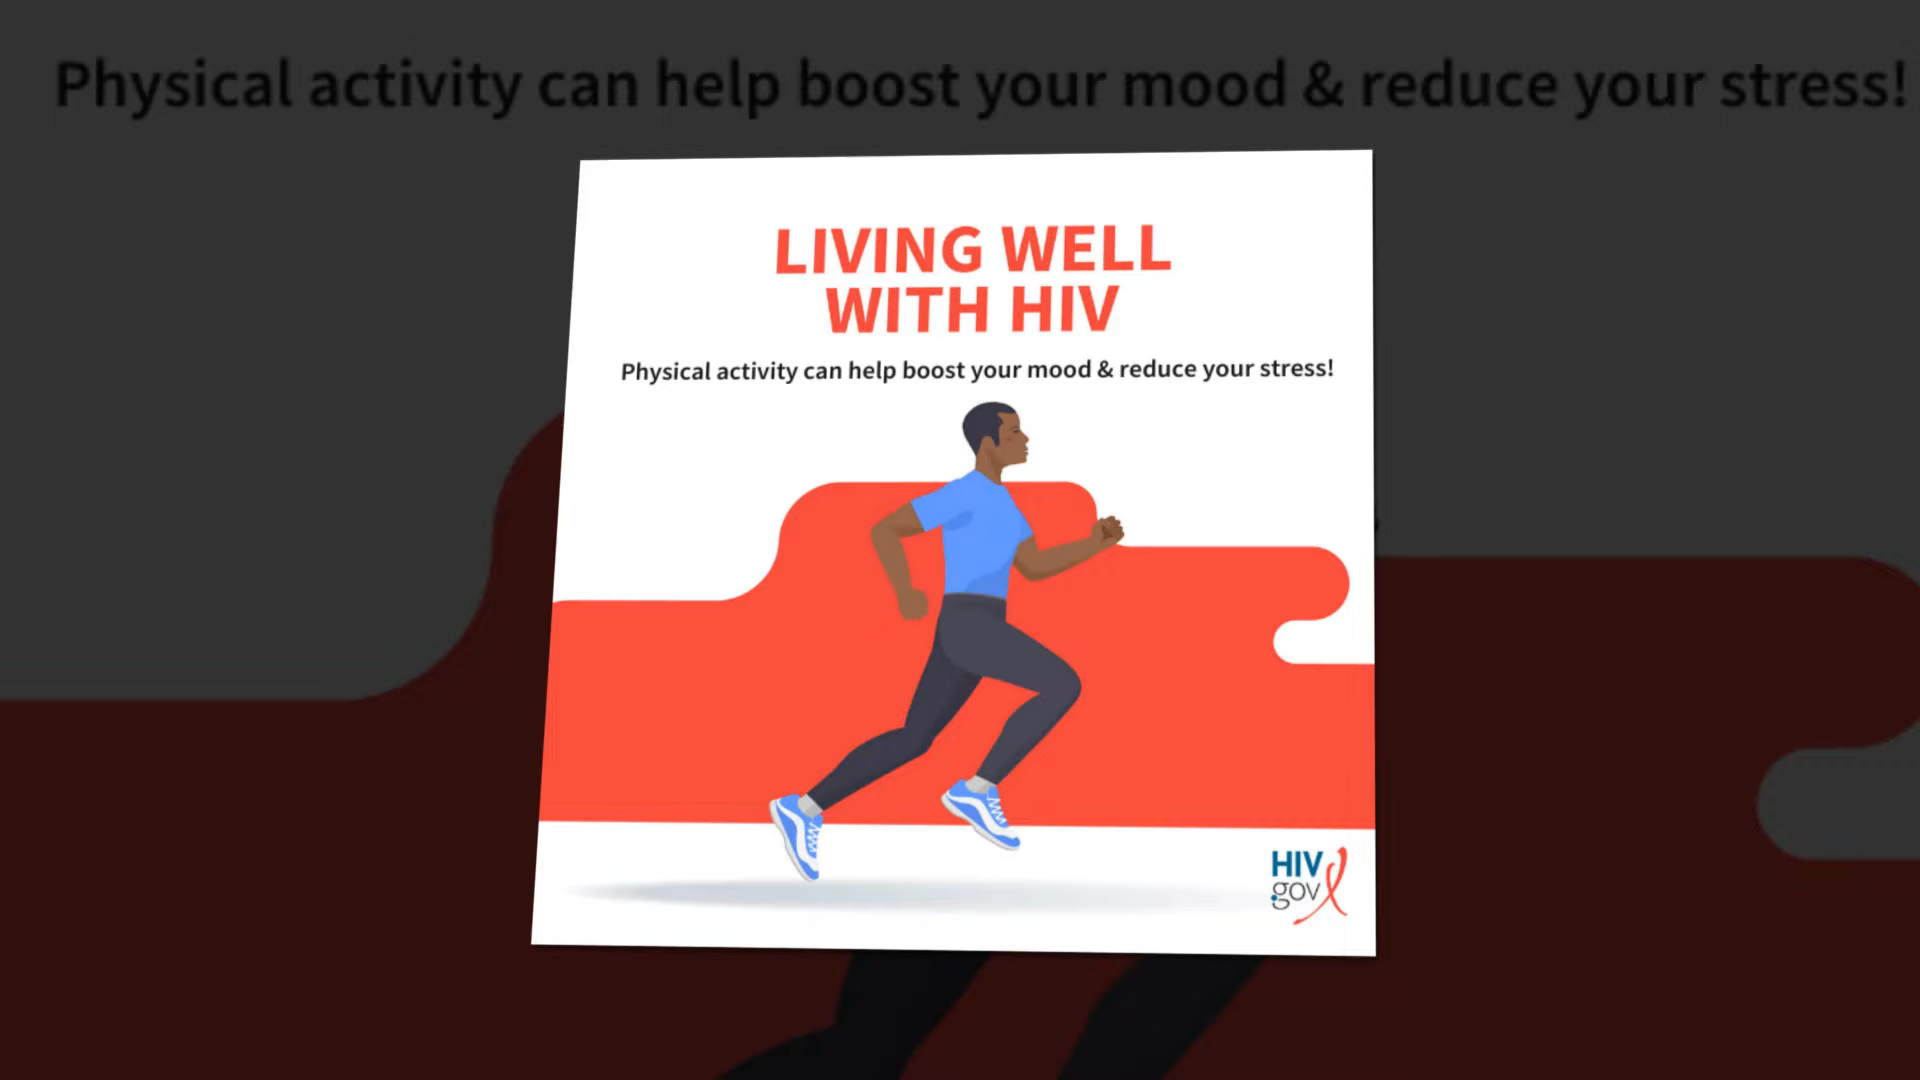 Physical activity can help boost your mood & reduce your stress!
LIVING WELL
WITH HIV
Physical activity can help boost your mood & reduce your stress!
HIV
.gov